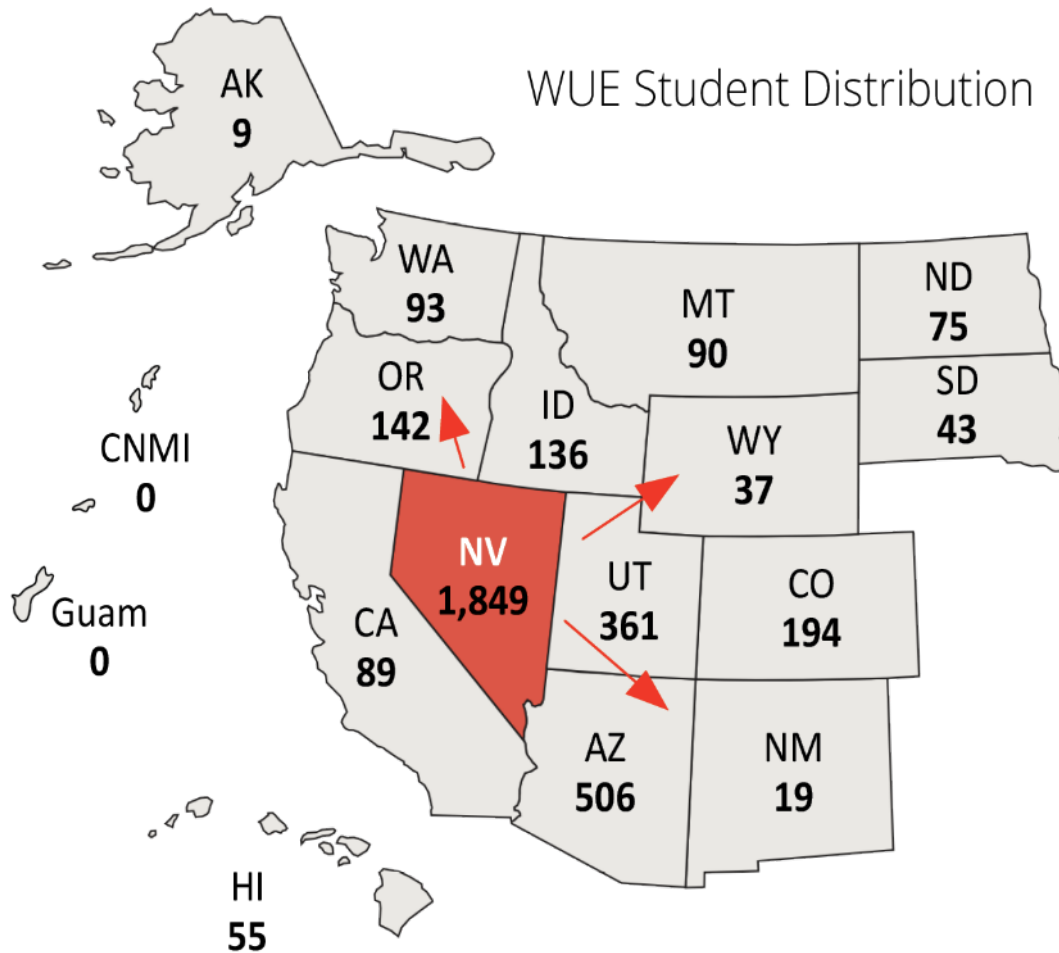 WUE Student Distribution
AK
9
WA
93
MT
90
ND
75
OR
142
ID
136
SD
43
WY
37
CNMI
0
NV
1,849
UT
361
CO
194
Guam
0
CA
89
AZ
506
NM
19
HI
55